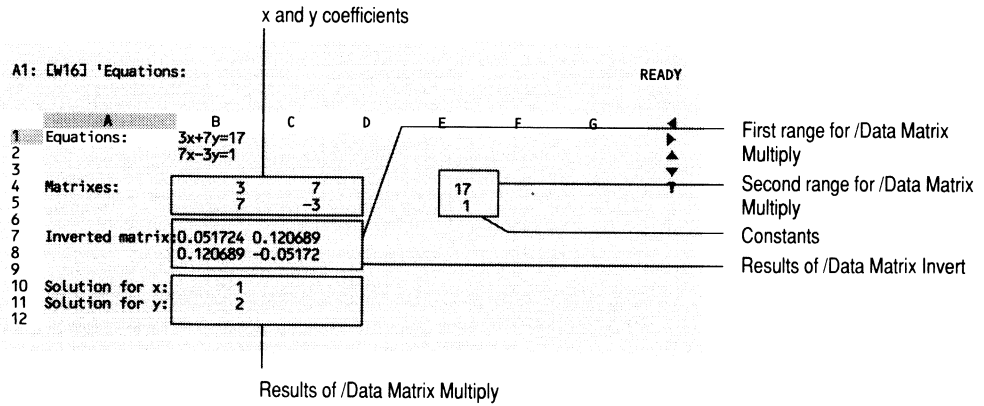 x and y coefficients
A1: [W16] 'Equations: READY
A B C D E F G
1 Equations: 3x+7y=17
2 7x-3y=1
3
4 Matrixes: 3 7 17
5 7 -3 1
6
7 Inverted matrix:0.051724 0.120689
8 0.120689 -0.05172
9
10 Solution for x: 1
11 Solution for y: 2
12
?
First range for /Data Matrix
Multiply
Second range for /Data Matrix
Multiply
Constants
Results of /Data Matrix Invert
Results of /Data Matrix Multiply